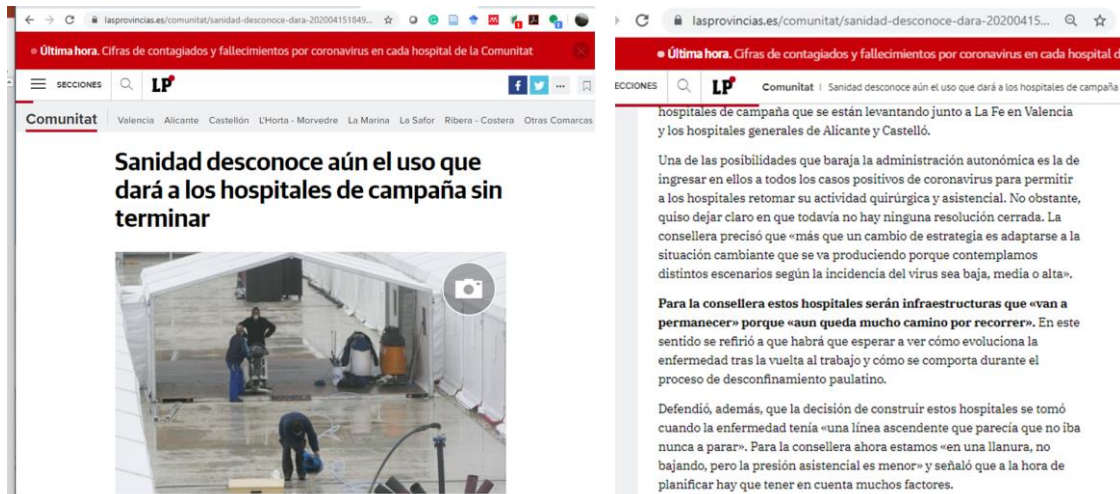 lasprovincias.es/comunitat/sanidad-desconoce-dara-202004151849...
Última hora. Cifras de contagiados y fallecimientos por coronavirus en cada hospital de la Comunitat
SECCIONES
LP
Comunitat
Valencia Alicante Castellón L'Horta - Morvedre La Marina La Safor Ribera - Costera Otras Comarcas
Sanidad desconoce aún el uso que
dará a los hospitales de campaña sin
terminar
lasprovincias.es/comunitat/sanidad-desconoce-dara-20200415...
Última hora. Cifras de contagiados y fallecimientos por coronavirus en cada hospital d
ECCIONES
LP
Comunitat | Sanidad desconoce aún el uso que dará a los hospitales de campaña
hospitales de campaña que se están levantando junto a La Fe en Valencia
y los hospitales generales de Alicante y Castelló.
Una de las posibilidades que baraja la administración autonómica es la de
ingresar en ellos a todos los casos positivos de coronavirus para permitir
a los hospitales retomar su actividad quirúrgica y asistencial. No obstante,
quiso dejar claro en que todavía no hay ninguna resolución cerrada. La
consellera precisó que «más que un cambio de estrategia es adaptarse a la
situación cambiante que se va produciendo porque contemplamos
distintos escenarios según la incidencia del virus sea baja, media o alta».
Para la consellera estos hospitales serán infraestructuras que «van a
permanecer» porque «aun queda mucho camino por recorrer». En este
sentido se refirió a que habrá que esperar a ver cómo evoluciona la
enfermedad tras la vuelta al trabajo y cómo se comporta durante el
proceso de desconfinamiento paulatino.
Defendió, además, que la decisión de construir estos hospitales se tomó
cuando la enfermedad tenía «una línea ascendente que parecía que no iba
nunca a parar». Para la consellera ahora estamos «en una llanura, no
bajando, pero la presión asistencial es menor» y señaló que a la hora de
planificar hay que tener en cuenta muchos factores.